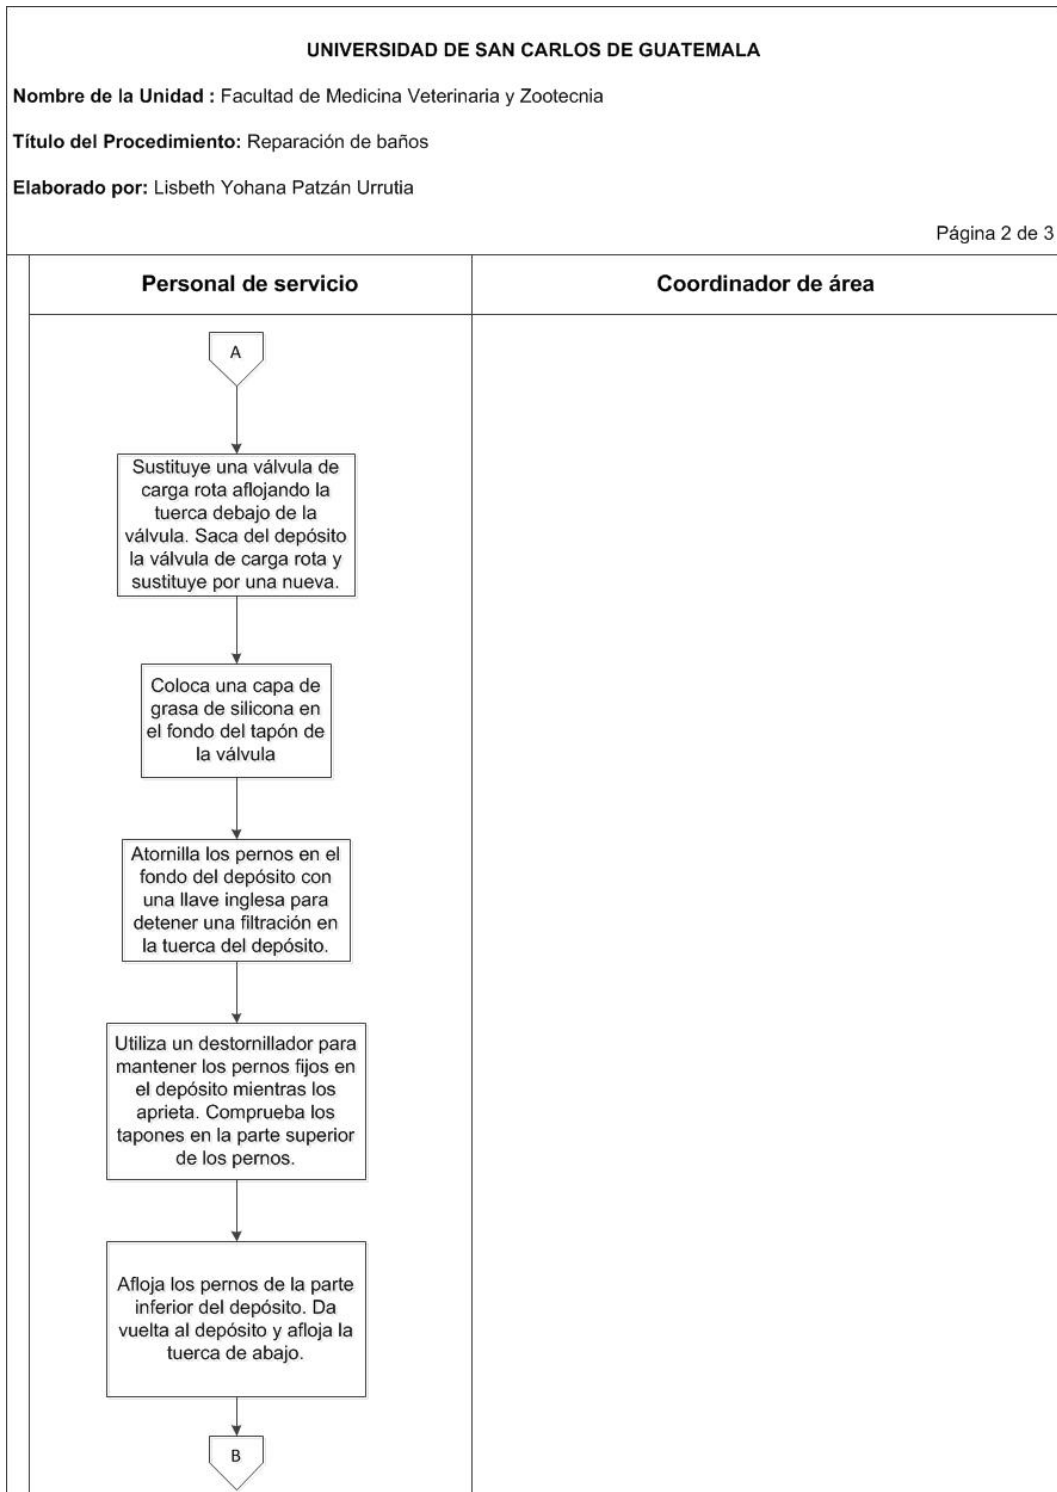 UNIVERSIDAD DE SAN CARLOS DE GUATEMALA
Nombre de la Unidad : Facultad de Medicina Veterinaria y Zootecnia
Título del Procedimiento: Reparación de baños
Elaborado por: Lisbeth Yohana Patzán Urrutia
Página 2 de 3
Personal de servicio
Coordinador de área
A
Sustituye una válvula de
carga rota aflojando la
tuerca debajo de la
válvula. Saca del depósito
la válvula de carga rota y
sustituye por una nueva.
Coloca una capa de
grasa de silicona en
el fondo del tapón de
la válvula
Atornilla los pernos en el
fondo del depósito con
una llave inglesa para
detener una filtración en
la tuerca del depósito.
Utiliza un destornillador para
mantener los pernos fijos en
el depósito mientras los
aprieta. Comprueba los
tapones en la parte superior
de los pernos.
Afloja los pernos de la parte
inferior del depósito. Da
vuelta al depósito y afloja la
tuerca de abajo.
B